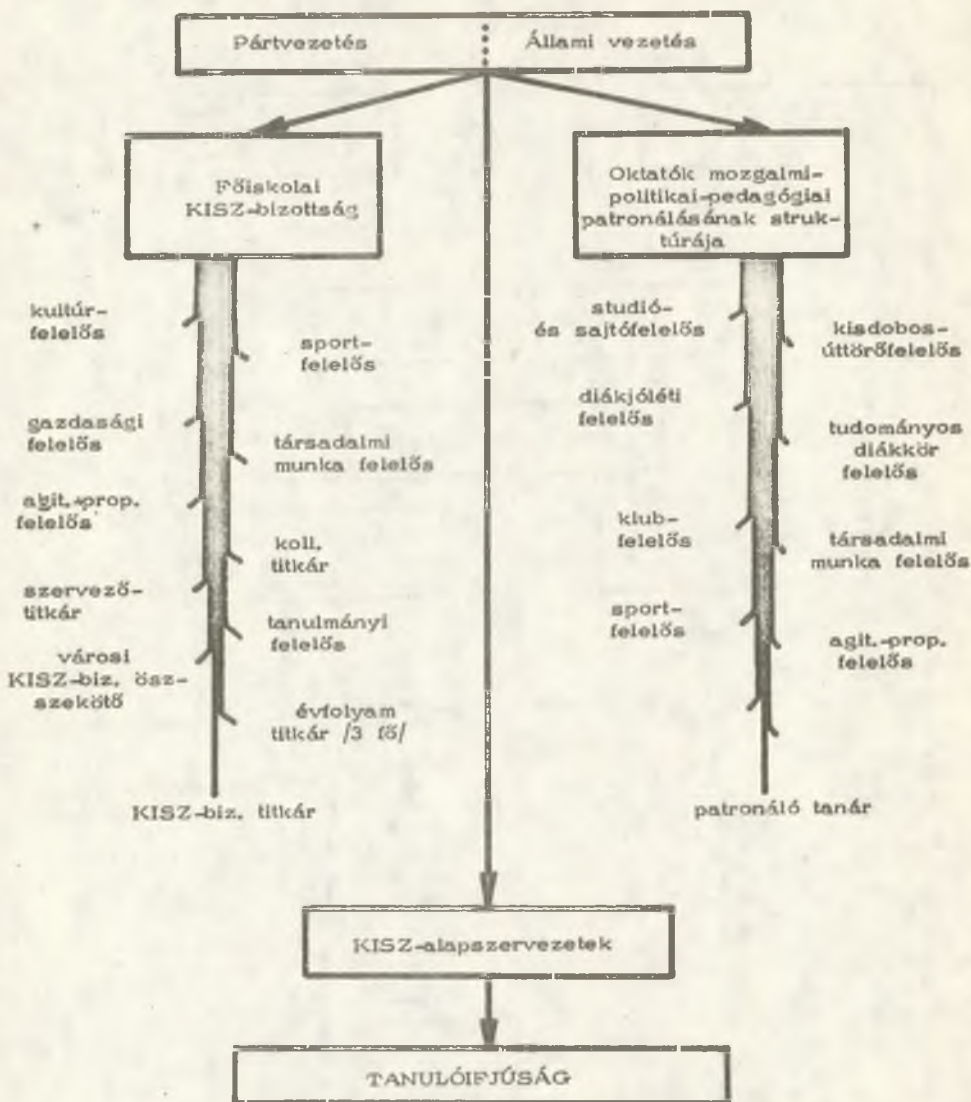 Pártvezetés
Állami vezetés
Főiskolai
KISZ-bizottság
Oktatók mozgalmi-
politikai-pedagógiai
patronálásának struk-
túrája
kultúr-
felelős
sport-
felelős
gazdasági
felelős
társadalmi
munka felelős
agit.-prop.
felelős
koll.
titkár
szervező-
titkár
tanulmányi
felelős
városi
KISZ-biz. ösz-
szekötő
évfolyam
titkár /3 fő/
KISZ-biz. titkár
studió-
és sajtófelelős
kisdobos-
úttörőfelelős
diákjóléti
felelős
tudományos
diákkör
felelős
klub-
felelős
társadalmi
munka felelős
sport-
felelős
agit.-prop.
felelős
patronáló tanár
KISZ-alapszervezetek
TANULÓIFJÚSÁG